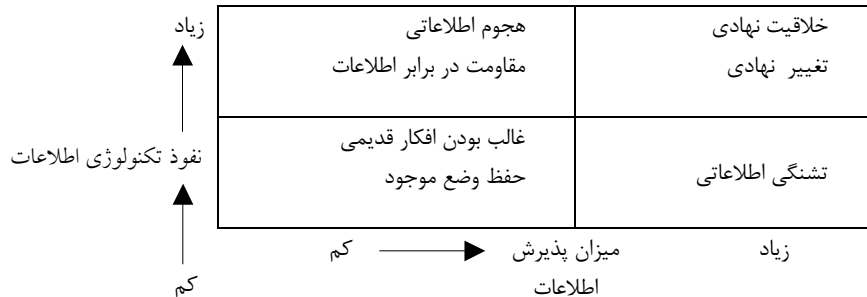 خلاقیت نهادی
تغییر نهادی
هجوم اطلاعاتی
مقاومت در برابر اطلاعات
زیاد
تشنگی اطلاعاتی
غالب بودن افکار قدیمی
حفظ وضع موجود
نفوذ تکنولوژی اطلاعات
کم
زیاد
میزان پذیرش
اطلاعات
کم